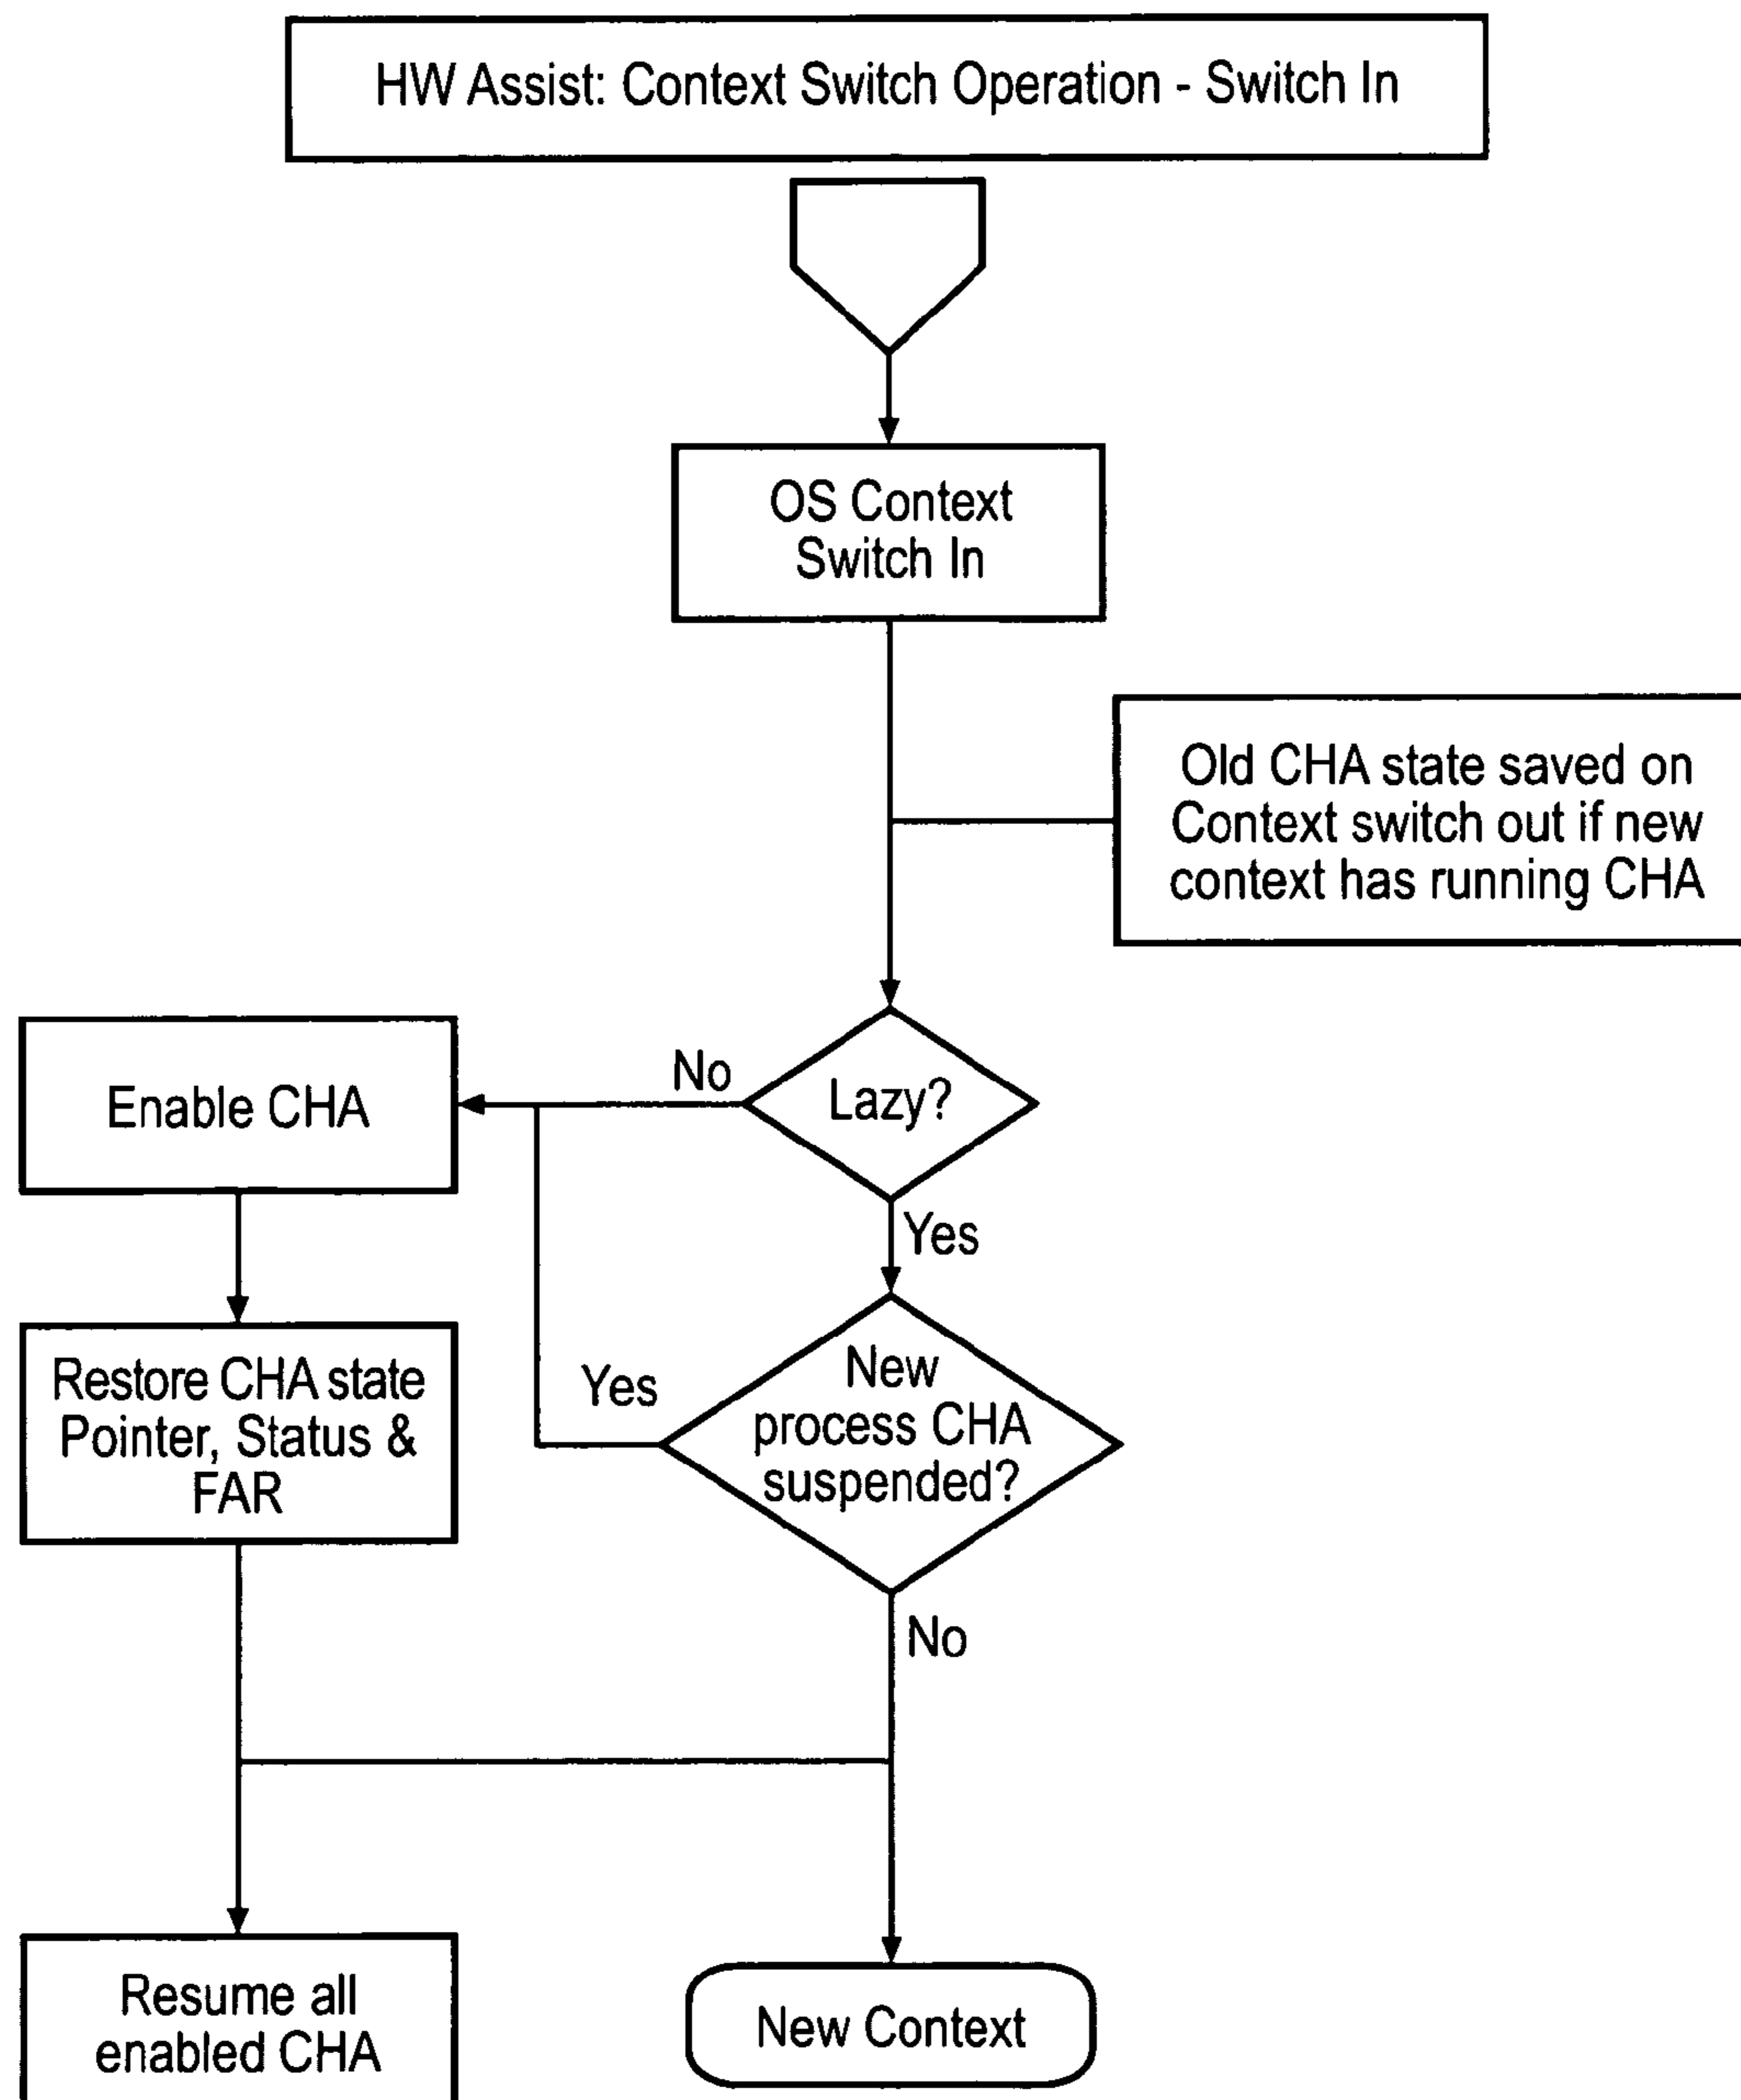 HW Assist: Context Switch Operation - Switch In
OS Context
Switch In
Old CHA state saved on
Context switch out if new
context has running CHA
Lazy?
No
Enable CHA
Yes
New
process CHA
suspended?
Yes
Restore CHA state
Pointer, Status &
FAR
No
Resume all
enabled CHA
New Context